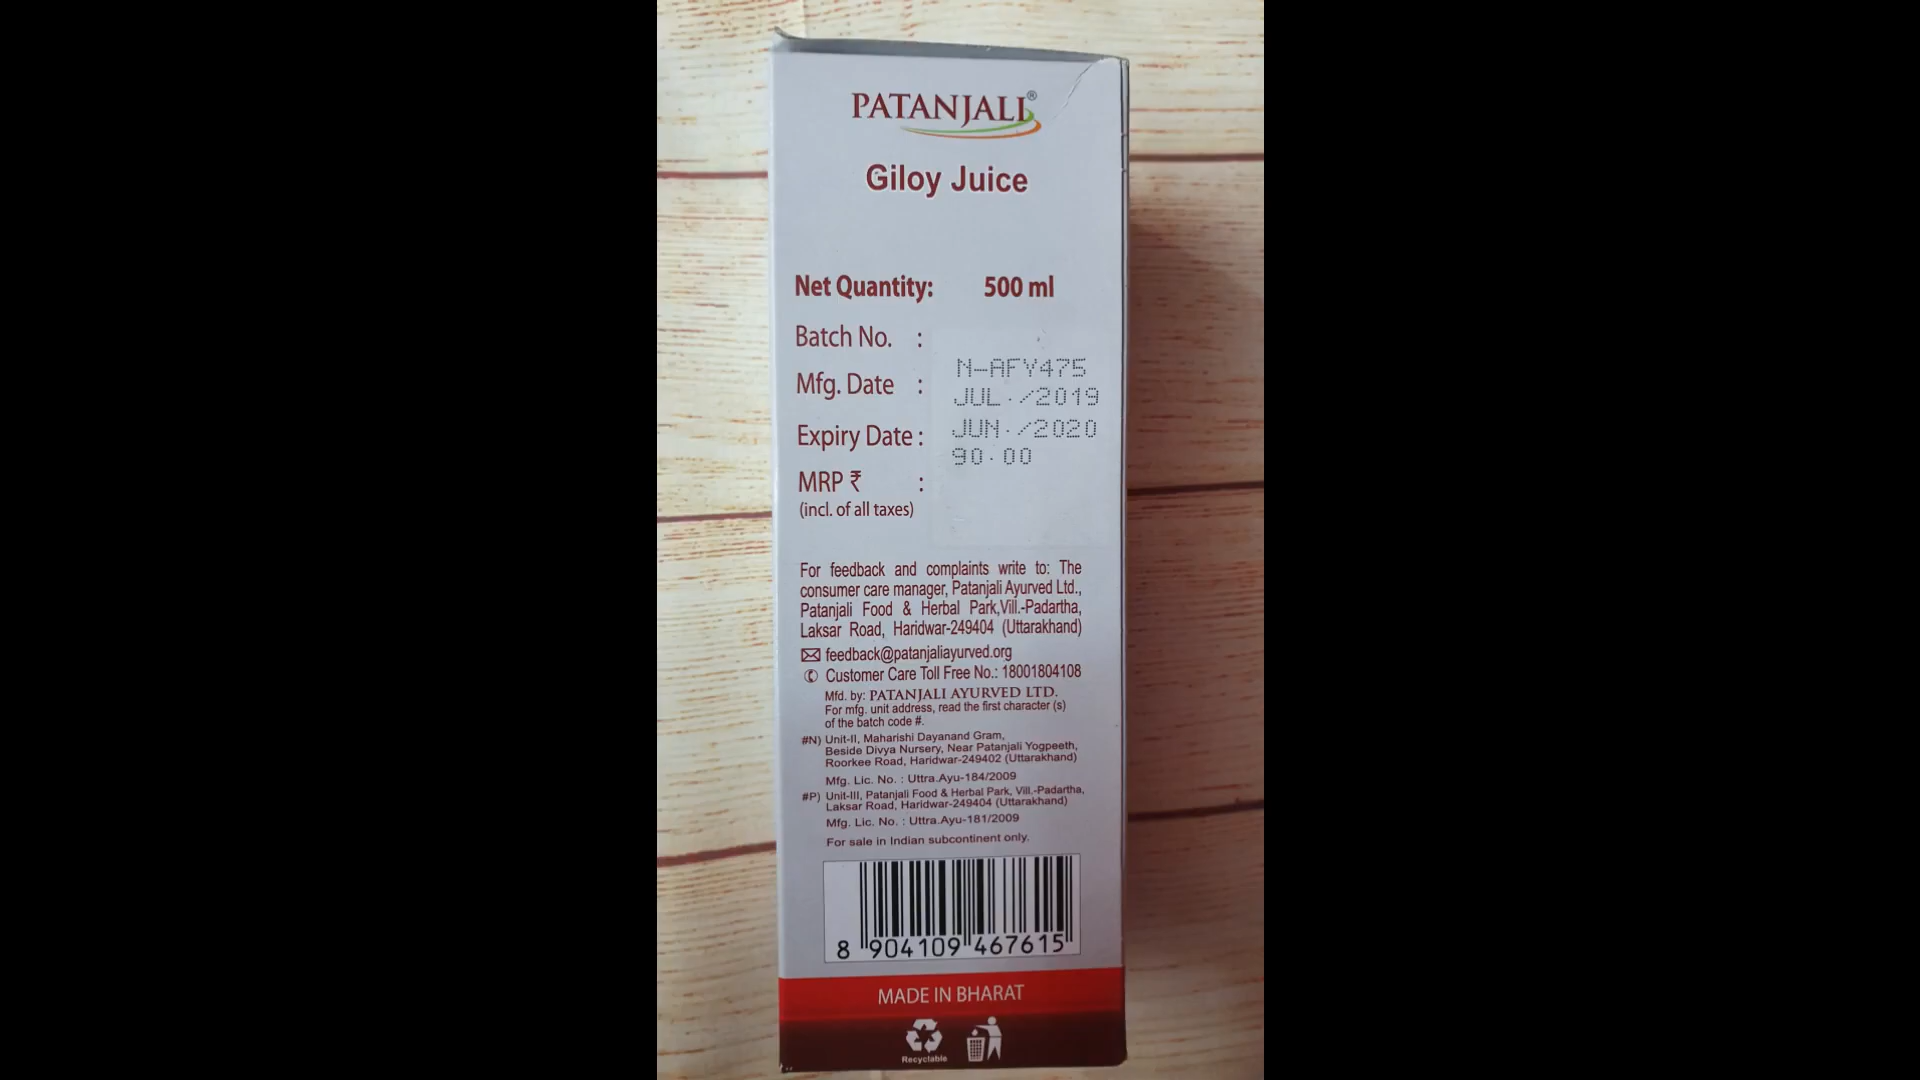 PATANJALI®
Giloy Juice
Net Quantity: 500 ml
Batch No. :
N-AFY475
Mfg. Date :
JUL·/2019
Expiry Date :
JUN·/2020
90·00
MRP ₹ :
(incl. of all taxes)
For feedback and complaints write to: The
consumer care manager, Patanjali Ayurved Ltd.,
Patanjali Food & Herbal Park,Vill.-Padartha,
Laksar Road, Haridwar-249404 (Uttarakhand)
feedback@patanjaliayurved.org
Customer Care Toll Free No.: 18001804108
Mfd. by: PATANJALI AYURVED LTD.
For mfg. unit address, read the first character (s)
of the batch code #.
#N) Unit-II, Maharishi Dayanand Gram,
Beside Divya Nursery, Near Patanjali Yogpeeth,
Roorkee Road, Haridwar-249402 (Uttarakhand)
Mfg. Lic. No. : Uttra.Ayu-184/2009
#P) Unit-III, Patanjali Food & Herbal Park, Vill.-Padartha,
Laksar Road, Haridwar-249404 (Uttarakhand)
Mfg. Lic. No. : Uttra.Ayu-181/2009
For sale in Indian subcontinent only.
8 904109 467615
MADE IN BHARAT
Recyclable